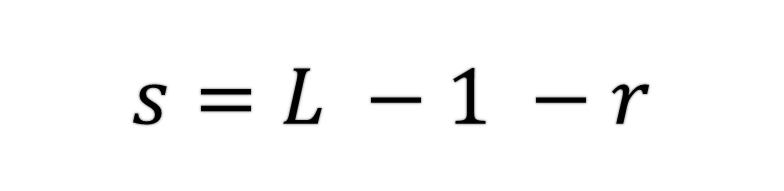 s = L − 1 − r